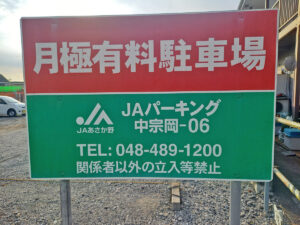 月極有料駐車場
JAパーキング
中宗岡-06
JAあさか野
TEL: 048-489-1200
関係者以外の立入等禁止